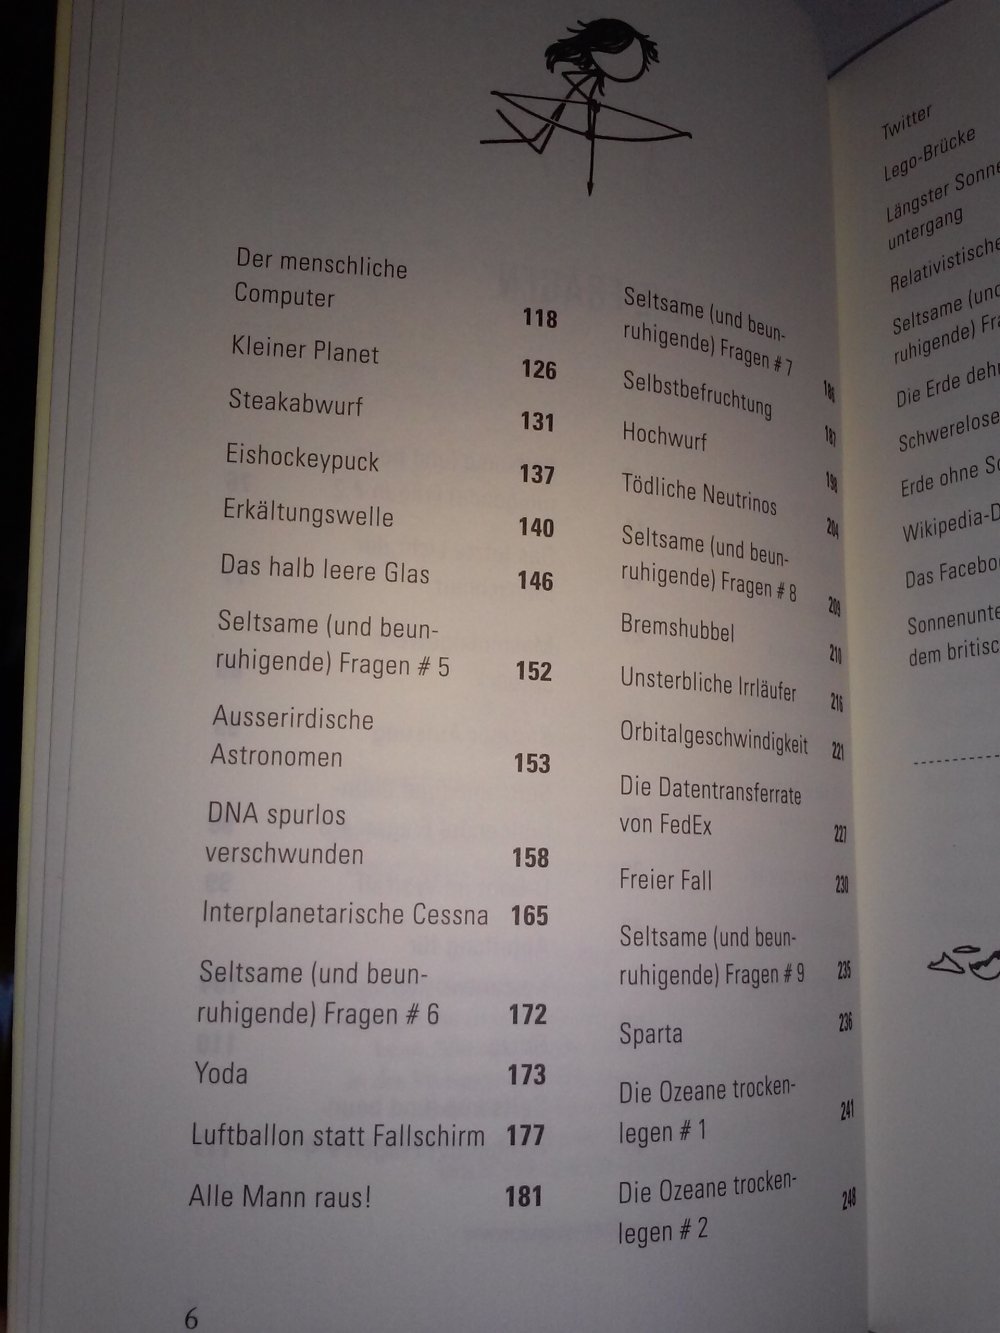 Der menschliche
Computer 118
Kleiner Planet 126
Steakabwurf 131
Eishockeypuck 137
Erkältungswelle 140
Das halb leere Glas 146
Seltsame (und beun-
ruhigende) Fragen # 5 152
Ausserirdische
Astronomen 153
DNA spurlos
verschwunden 158
Interplanetarische Cessna 165
Seltsame (und beun-
ruhigende) Fragen # 6 172
Yoda 173
Luftballon statt Fallschirm 177
Alle Mann raus! 181
6
Seltsame (und beun-
ruhigende) Fragen # 7 186
Selbstbefruchtung 187
Hochwurf 198
Tödliche Neutrinos 204
Seltsame (und beun-
ruhigende) Fragen # 8 209
Bremshubbel 210
Unsterbliche Irrläufer 216
Orbitalgeschwindigkeit 221
Die Datentransferrate
von FedEx 227
Freier Fall 230
Seltsame (und beun-
ruhigende) Fragen # 9 235
Sparta 236
Die Ozeane trocken-
legen # 1 241
Die Ozeane trocken-
legen # 2 248
Twitter
Lego-Brücke
Längster Sonne
untergang
Relativistische
Seltsame (und
ruhigende) Fra
Die Erde dehn
Schwerelose
Erde ohne
Wikipedia-D
Das Facebo
Sonnenunte
dem britisc